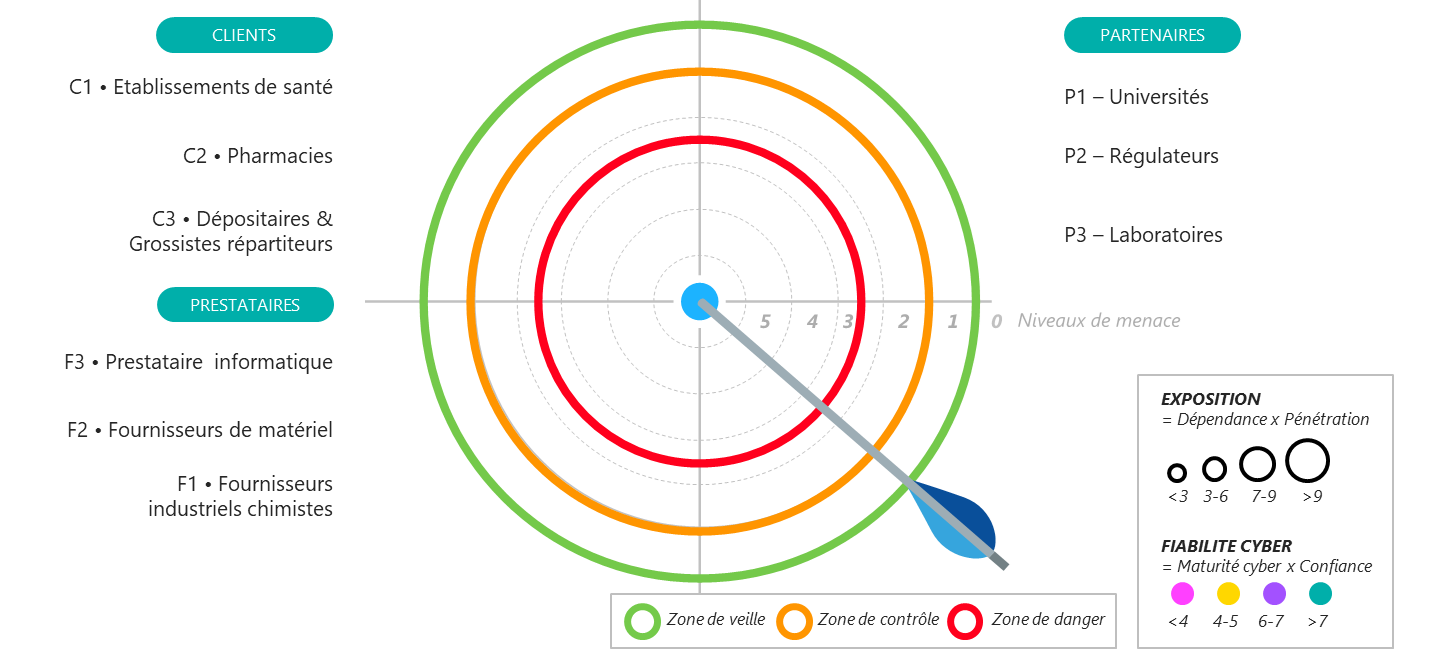 CLIENTS
C1 • Etablissements de santé
C2 • Pharmacies
C3 • Dépositaires &
Grossistes répartiteurs
PRESTATAIRES
F3 • Prestataire informatique
F2 • Fournisseurs de matériel
F1 • Fournisseurs
industriels chimistes
PARTENAIRES
P1 – Universités
P2 – Régulateurs
P3 – Laboratoires
5 4 3 2 1 0 Niveaux de menace
EXPOSITION
= Dépendance x Pénétration
<3 3-6 7-9 >9
FIABILITE CYBER
= Maturité cyber x Confiance
<4 4-5 6-7 >7
Zone de veille Zone de contrôle Zone de danger